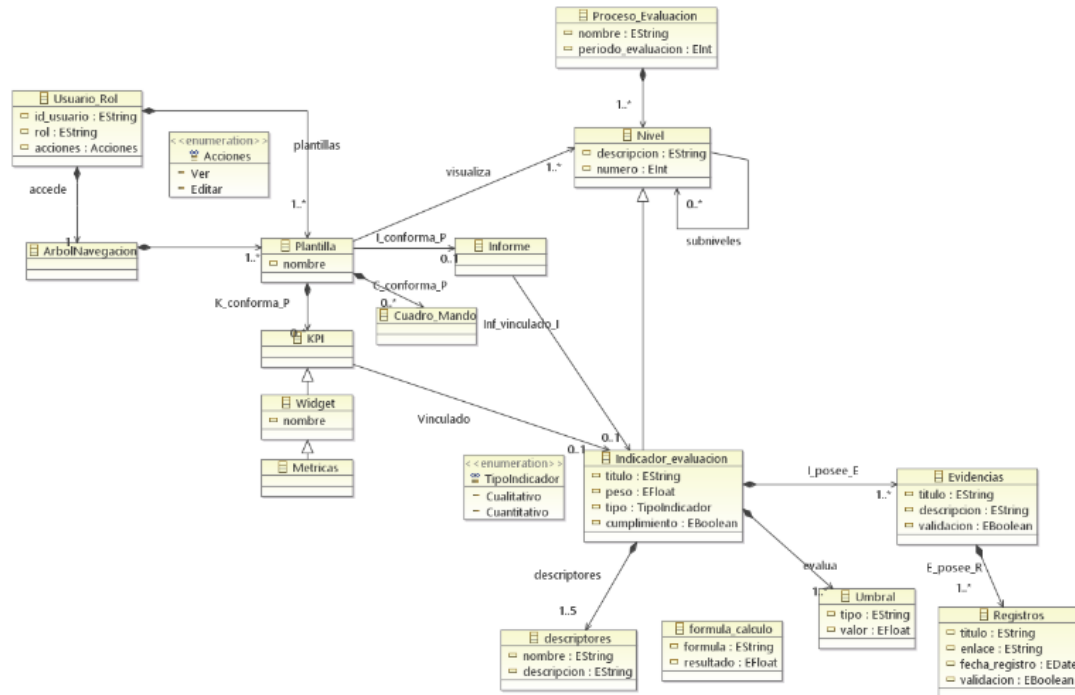 Proceso_Evaluacion
nombre : EString
periodo_evaluacion : EInt
1..*
Usuario_Rol
id_usuario : EString
rol : EString
acciones : Acciones
<<enumeration>>
Acciones
Ver
Editar
plantillas
Nivel
descripcion : EString
numero : EInt
visualiza
1..*
0..*
subniveles
accede
1
ArbolNavegacion
1..*
1..*
Plantilla
nombre
I_conforma_P
0..1
Informe
C_conforma_P
0..*
Cuadro_Mando
K_conforma_P
0..*
KPI
Inf_vinculado_I
Widget
nombre
Metricas
Vinculado
0..1
0..1
<<enumeration>>
TipoIndicador
Cualitativo
Cuantitativo
Indicador_evaluacion
titulo : EString
peso : EFloat
tipo : TipoIndicador
cumplimiento : EBoolean
I_posee_E
1..*
Evidencias
titulo : EString
descripcion : EString
validacion : EBoolean
descriptores
1..5
evalua
1..*
Umbral
tipo : EString
valor : EFloat
E_posee_R
1..*
Registros
titulo : EString
enlace : EString
fecha_registro : EDate
validacion : EBoolean
descriptores
nombre : EString
descripcion : EString
formula_calculo
formula : EString
resultado : EFloat